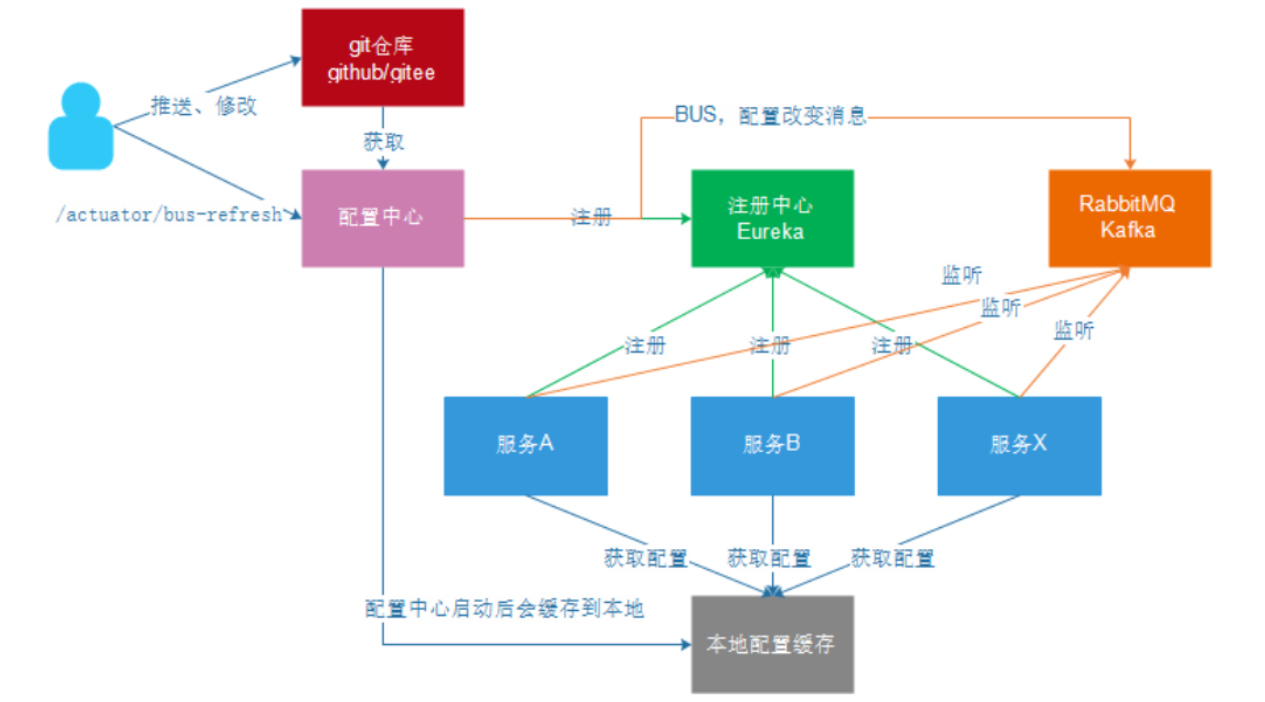 git仓库
github/gitee
推送、修改
获取
BUS，配置改变消息
/actuator/bus-refresh
配置中心
注册
注册中心
Eureka
RabbitMQ
Kafka
监听
监听
监听
注册
注册
注册
服务A
服务B
服务X
获取配置
获取配置
获取配置
配置中心启动后会缓存到本地
本地配置缓存